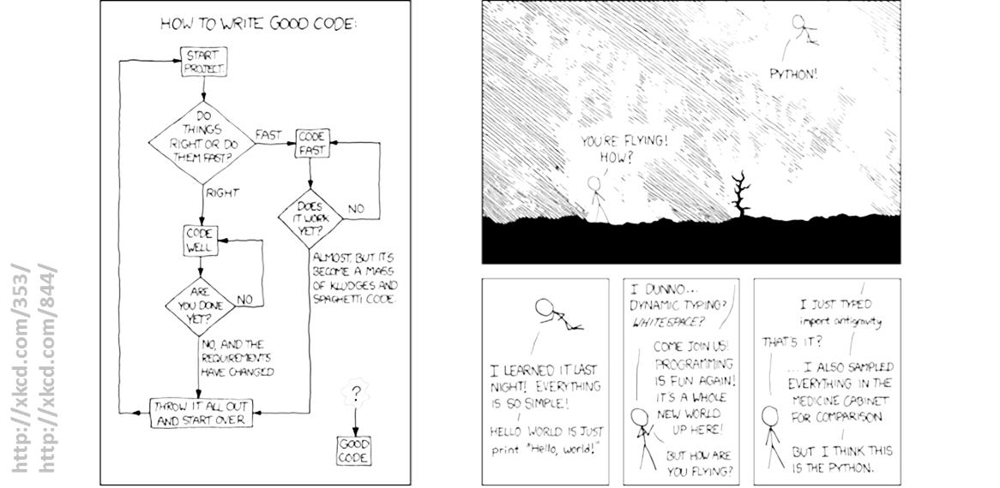 http://xkcd.com/353/
http://xkcd.com/844/
HOW TO WRITE GOOD CODE:
START
PROJECT.
DO
THINGS
RIGHT OR DO
THEM FAST?
FAST
CODE
FAST
RIGHT
DOES
IT WORK
YET?
NO
CODE
WELL
ALMOST, BUT IT'S
BECOME A MASS
OF KLUDGES AND
SPAGHETTI CODE.
ARE
YOU DONE
YET?
NO
NO, AND THE
REQUIREMENTS
HAVE CHANGED.
THROW IT ALL OUT
AND START OVER
?
GOOD
CODE
YOU'RE FLYING!
HOW?
PYTHON!
I LEARNED IT LAST
NIGHT! EVERYTHING
IS SO SIMPLE!
HELLO WORLD IS JUST
print "Hello, world!"
I DUNNO...
DYNAMIC TYPING?
WHITESPACE?
COME JOIN US!
PROGRAMMING
IS FUN AGAIN!
IT'S A WHOLE
NEW WORLD
UP HERE!
BUT HOW ARE
YOU FLYING?
I JUST TYPED
import antigravity
THAT'S IT?
... I ALSO SAMPLED
EVERYTHING IN THE
MEDICINE CABINET
FOR COMPARISON.
BUT I THINK THIS
IS THE PYTHON.